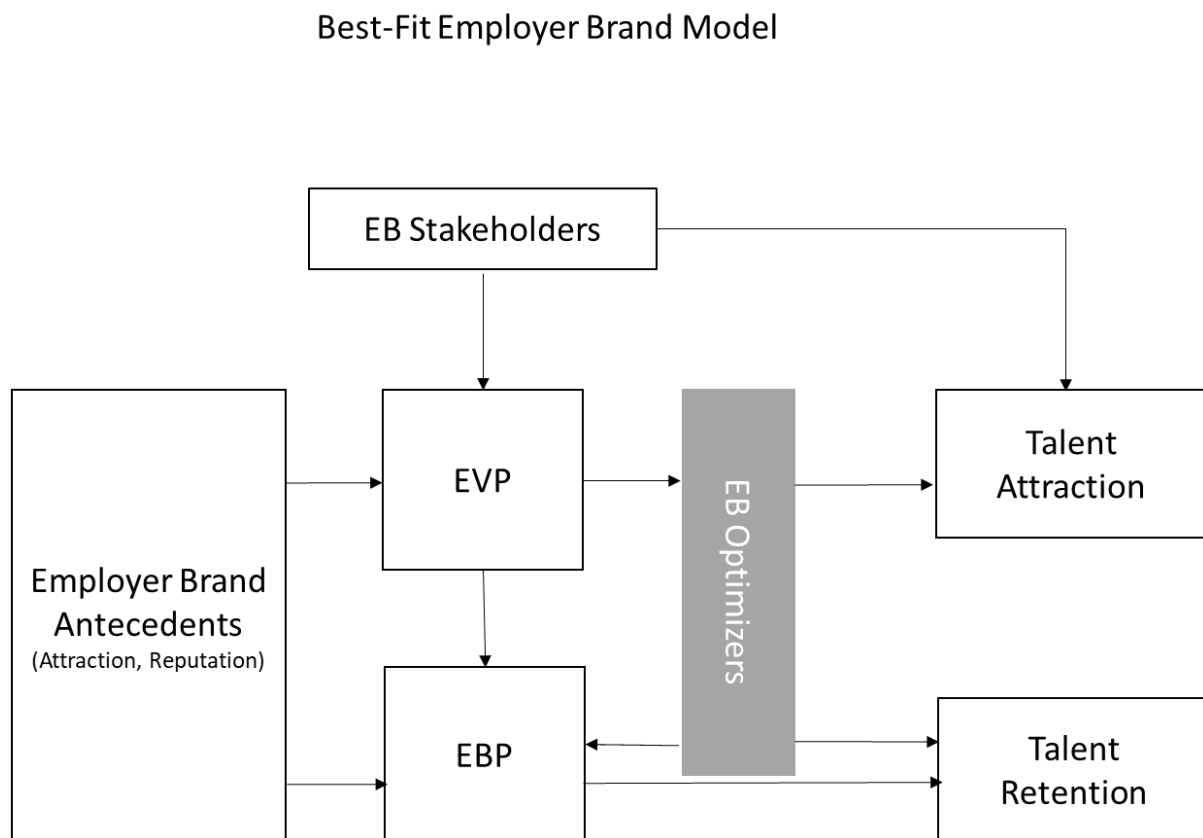 Best-Fit Employer Brand Model
EB Stakeholders
EVP
EB Optimizers
Talent
Attraction
Employer Brand
Antecedents
(Attraction, Reputation)
EBP
Talent
Retention